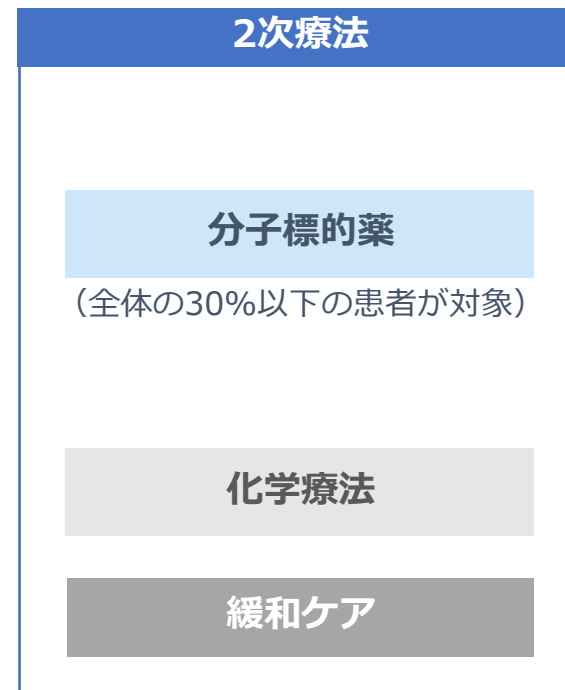 2次療法
分子標的薬
（全体の30%以下の患者が対象）
化学療法
緩和ケア